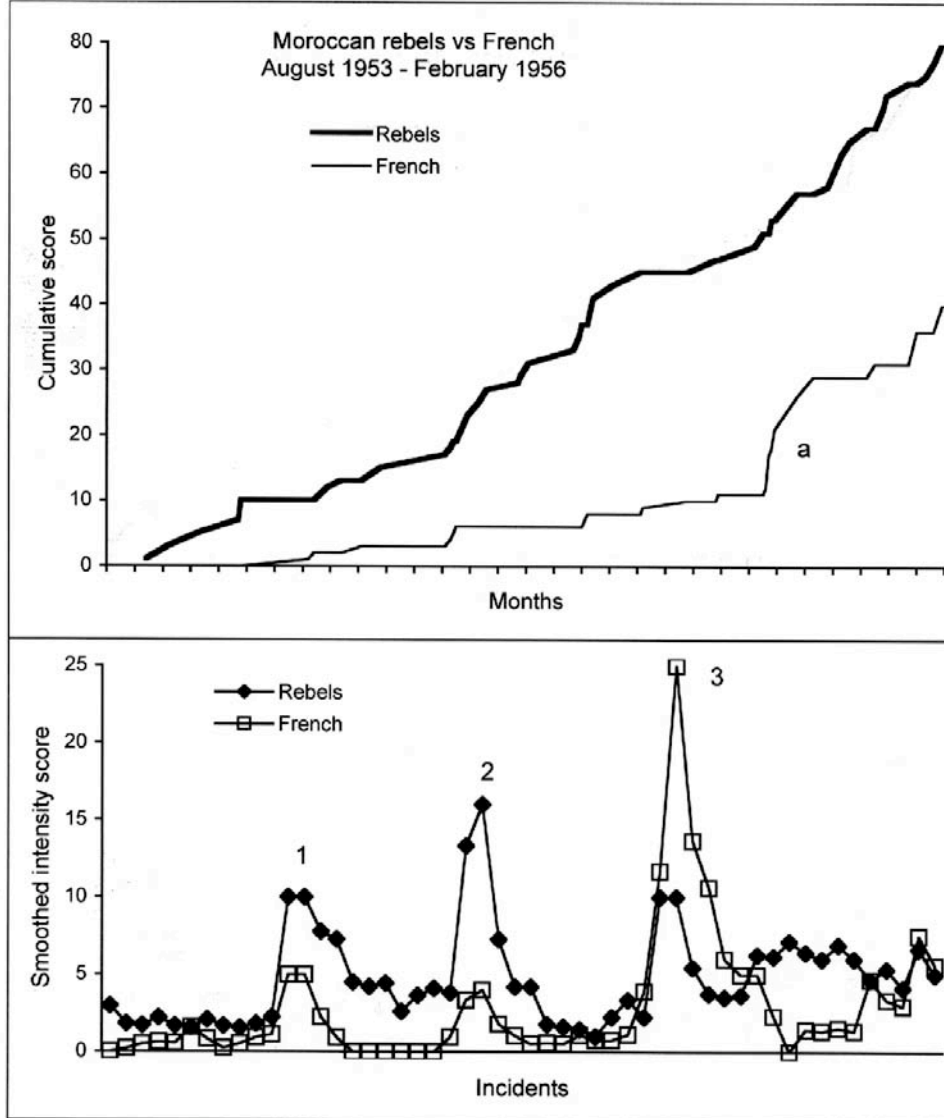 Moroccan rebels vs French
August 1953 - February 1956
Rebels
French
80
70
60
50
40
30
20
10
0
Cumulative score
a
Months
Rebels
French
25
20
15
10
5
0
Smoothed intensity score
1
2
3
Incidents